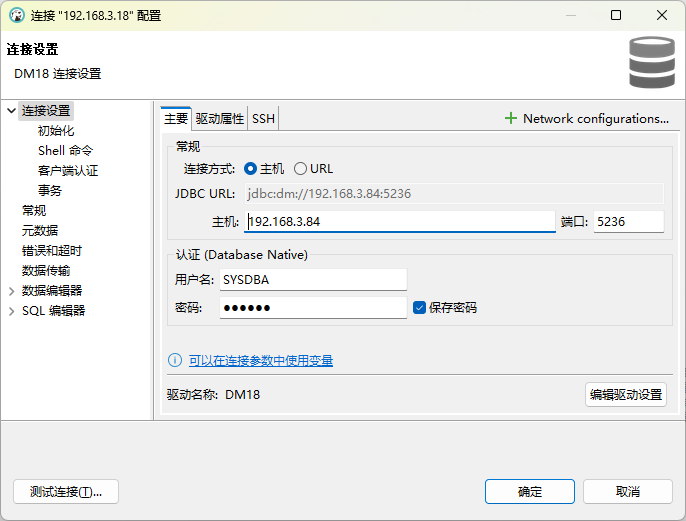 连接 "192.168.3.18" 配置
连接设置
DM18 连接设置
连接设置
初始化
Shell 命令
客户端认证
事务
常规
元数据
错误和超时
数据传输
数据编辑器
SQL 编辑器
主要 驱动属性 SSH Network configurations...
常规
连接方式: 主机 URL
JDBC URL: jdbc:dm://192.168.3.84:5236
主机: 192.168.3.84 端口: 5236
认证 (Database Native)
用户名: SYSDBA
密码: ●●●●●● 保存密码
可以在连接参数中使用变量
驱动名称: DM18 编辑驱动设置
测试连接(T)... 确定 取消